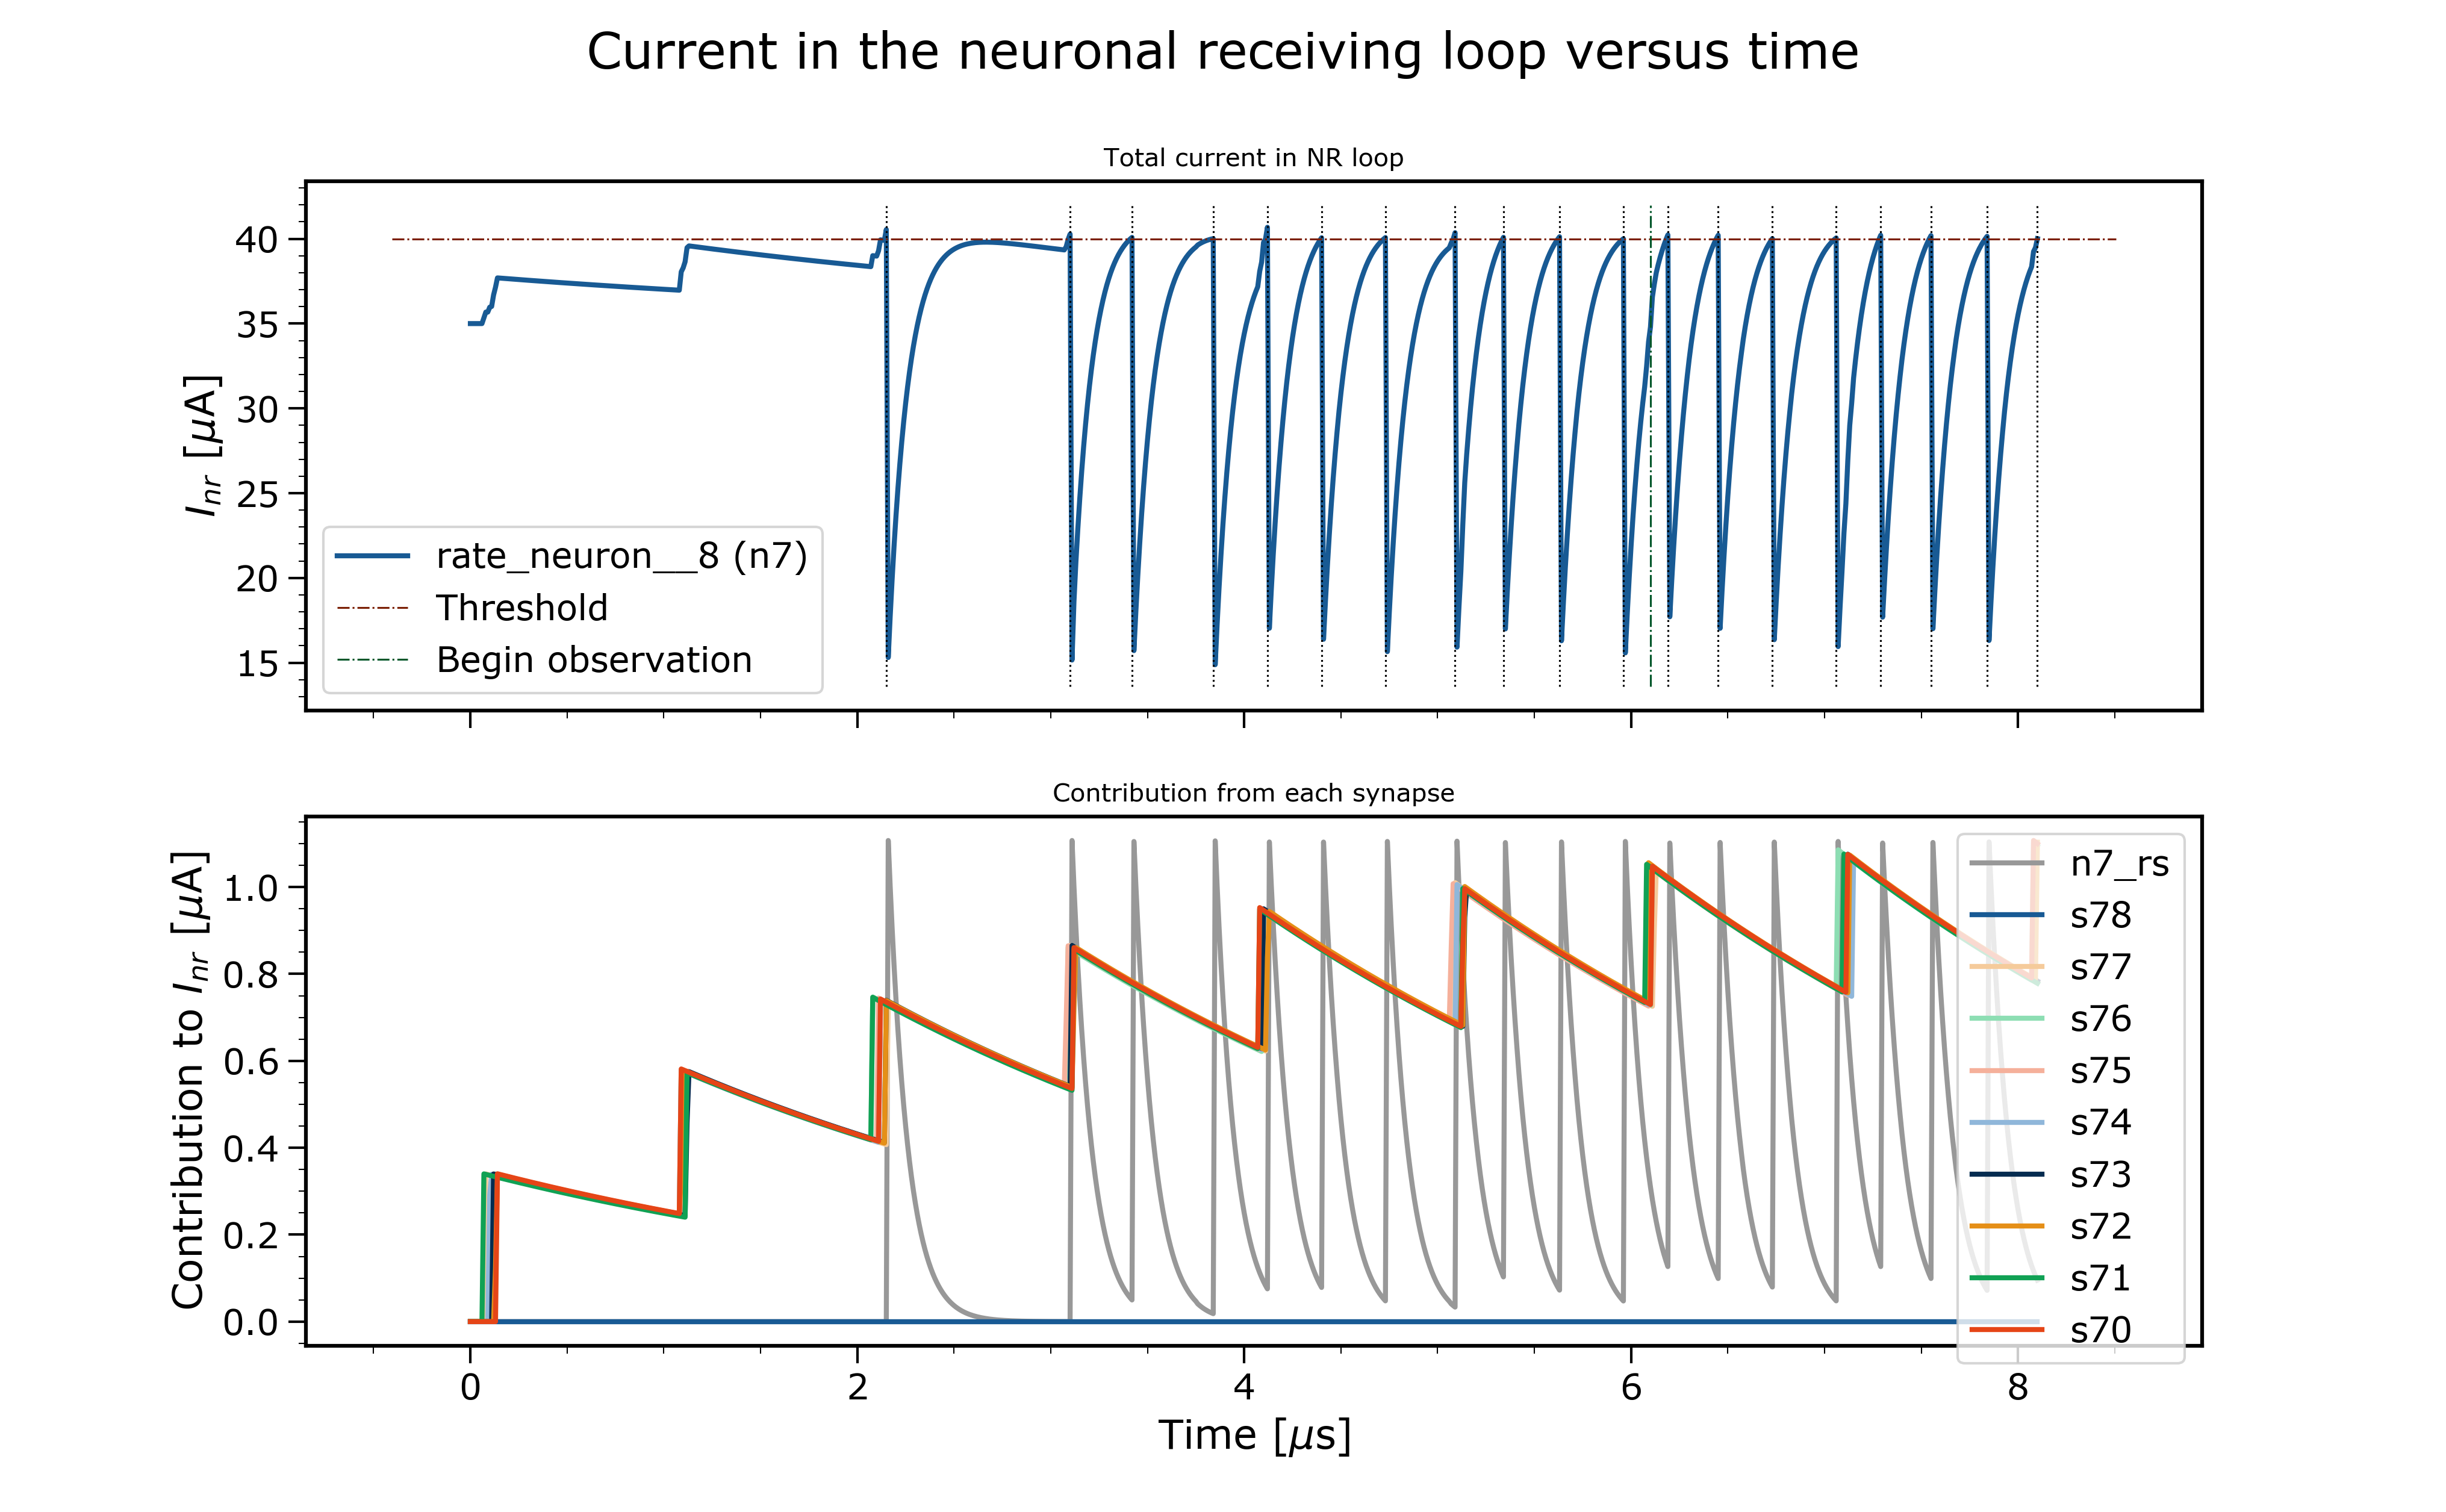 Current in the neuronal receiving loop versus time
Total current in NR loop
I_nr [μA]
40
35
30
25
20
15
rate_neuron__8 (n7)
Threshold
Begin observation
Contribution from each synapse
Contribution to I_nr [μA]
1.0
0.8
0.6
0.4
0.2
0.0
n7_rs
s78
s77
s76
s75
s74
s73
s72
s71
s70
0 2 4 6 8
Time [μs]